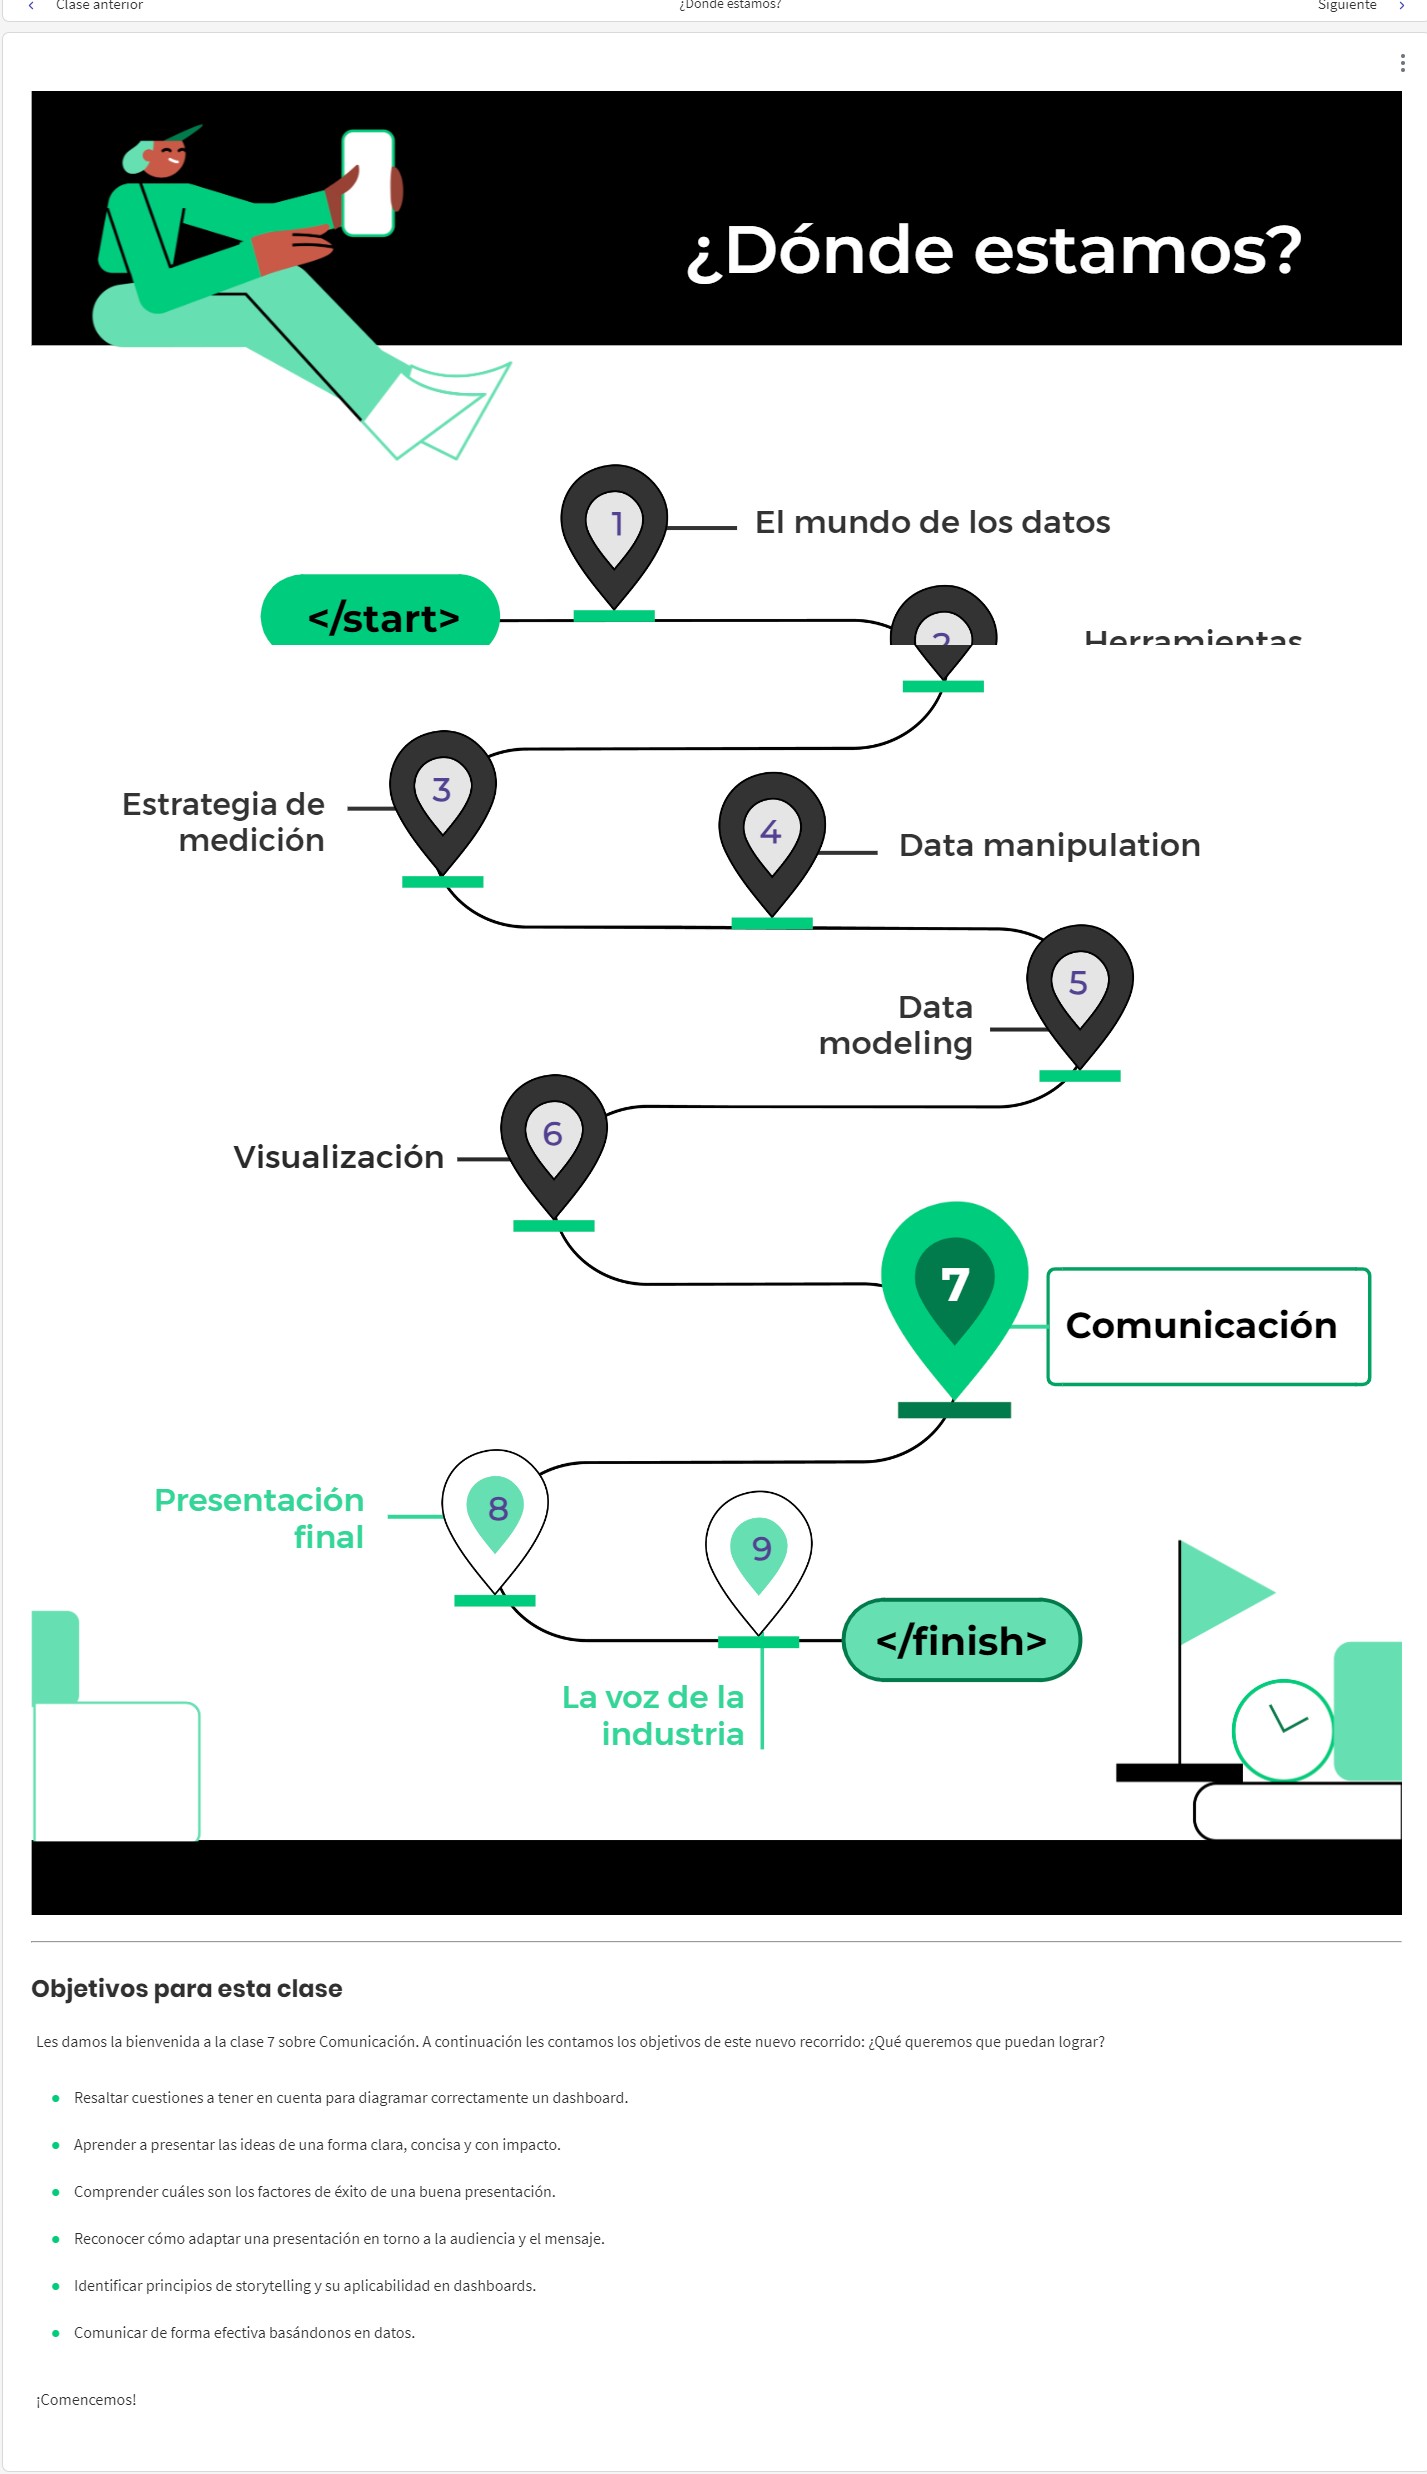 Clase anterior
¿Dónde estamos?
Siguiente
¿Dónde estamos?
1
El mundo de los datos
</start>
2
Herramientas
3
Estrategia de
medición
4
Data manipulation
5
Data
modeling
6
Visualización
7
Comunicación
8
Presentación
final
9
</finish>
La voz de la
industria
Objetivos para esta clase
Les damos la bienvenida a la clase 7 sobre Comunicación. A continuación les contamos los objetivos de este nuevo recorrido: ¿Qué queremos que puedan lograr?
Resaltar cuestiones a tener en cuenta para diagramar correctamente un dashboard.
Aprender a presentar las ideas de una forma clara, concisa y con impacto.
Comprender cuáles son los factores de éxito de una buena presentación.
Reconocer cómo adaptar una presentación en torno a la audiencia y el mensaje.
Identificar principios de storytelling y su aplicabilidad en dashboards.
Comunicar de forma efectiva basándonos en datos.
¡Comencemos!